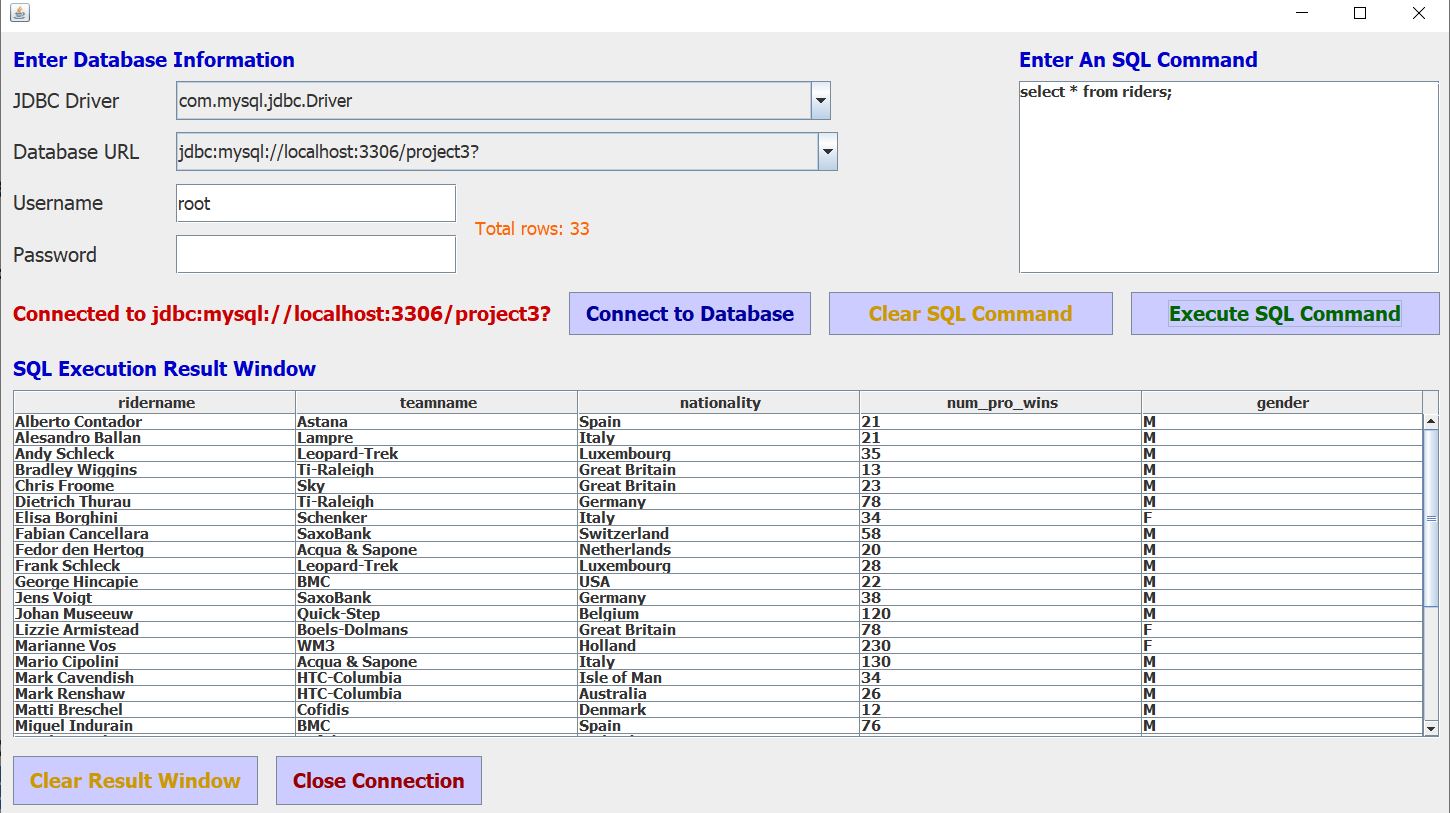 Enter Database Information
Enter An SQL Command
JDBC Driver com.mysql.jdbc.Driver
select * from riders;
Database URL jdbc:mysql://localhost:3306/project3?
Username root
Total rows: 33
Password
Connected to jdbc:mysql://localhost:3306/project3? Connect to Database Clear SQL Command Execute SQL Command
SQL Execution Result Window
ridername teamname nationality num_pro_wins gender
Alberto Contador Astana Spain 21 M
Alesandro Ballan Lampre Italy 21 M
Andy Schleck Leopard-Trek Luxembourg 35 M
Bradley Wiggins Ti-Raleigh Great Britain 13 M
Chris Froome Sky Great Britain 23 M
Dietrich Thurau Ti-Raleigh Germany 78 M
Elisa Borghini Schenker Italy 34 F
Fabian Cancellara SaxoBank Switzerland 58 M
Fedor den Hertog Acqua & Sapone Netherlands 20 M
Frank Schleck Leopard-Trek Luxembourg 28 M
George Hincapie BMC USA 22 M
Jens Voigt SaxoBank Germany 38 M
Johan Museeuw Quick-Step Belgium 120 M
Lizzie Armistead Boels-Dolmans Great Britain 78 F
Marianne Vos WM3 Holland 230 F
Mario Cipolini Acqua & Sapone Italy 130 M
Mark Cavendish HTC-Columbia Isle of Man 34 M
Mark Renshaw HTC-Columbia Australia 26 M
Matti Breschel Cofidis Denmark 12 M
Miguel Indurain BMC Spain 76 M
Clear Result Window Close Connection